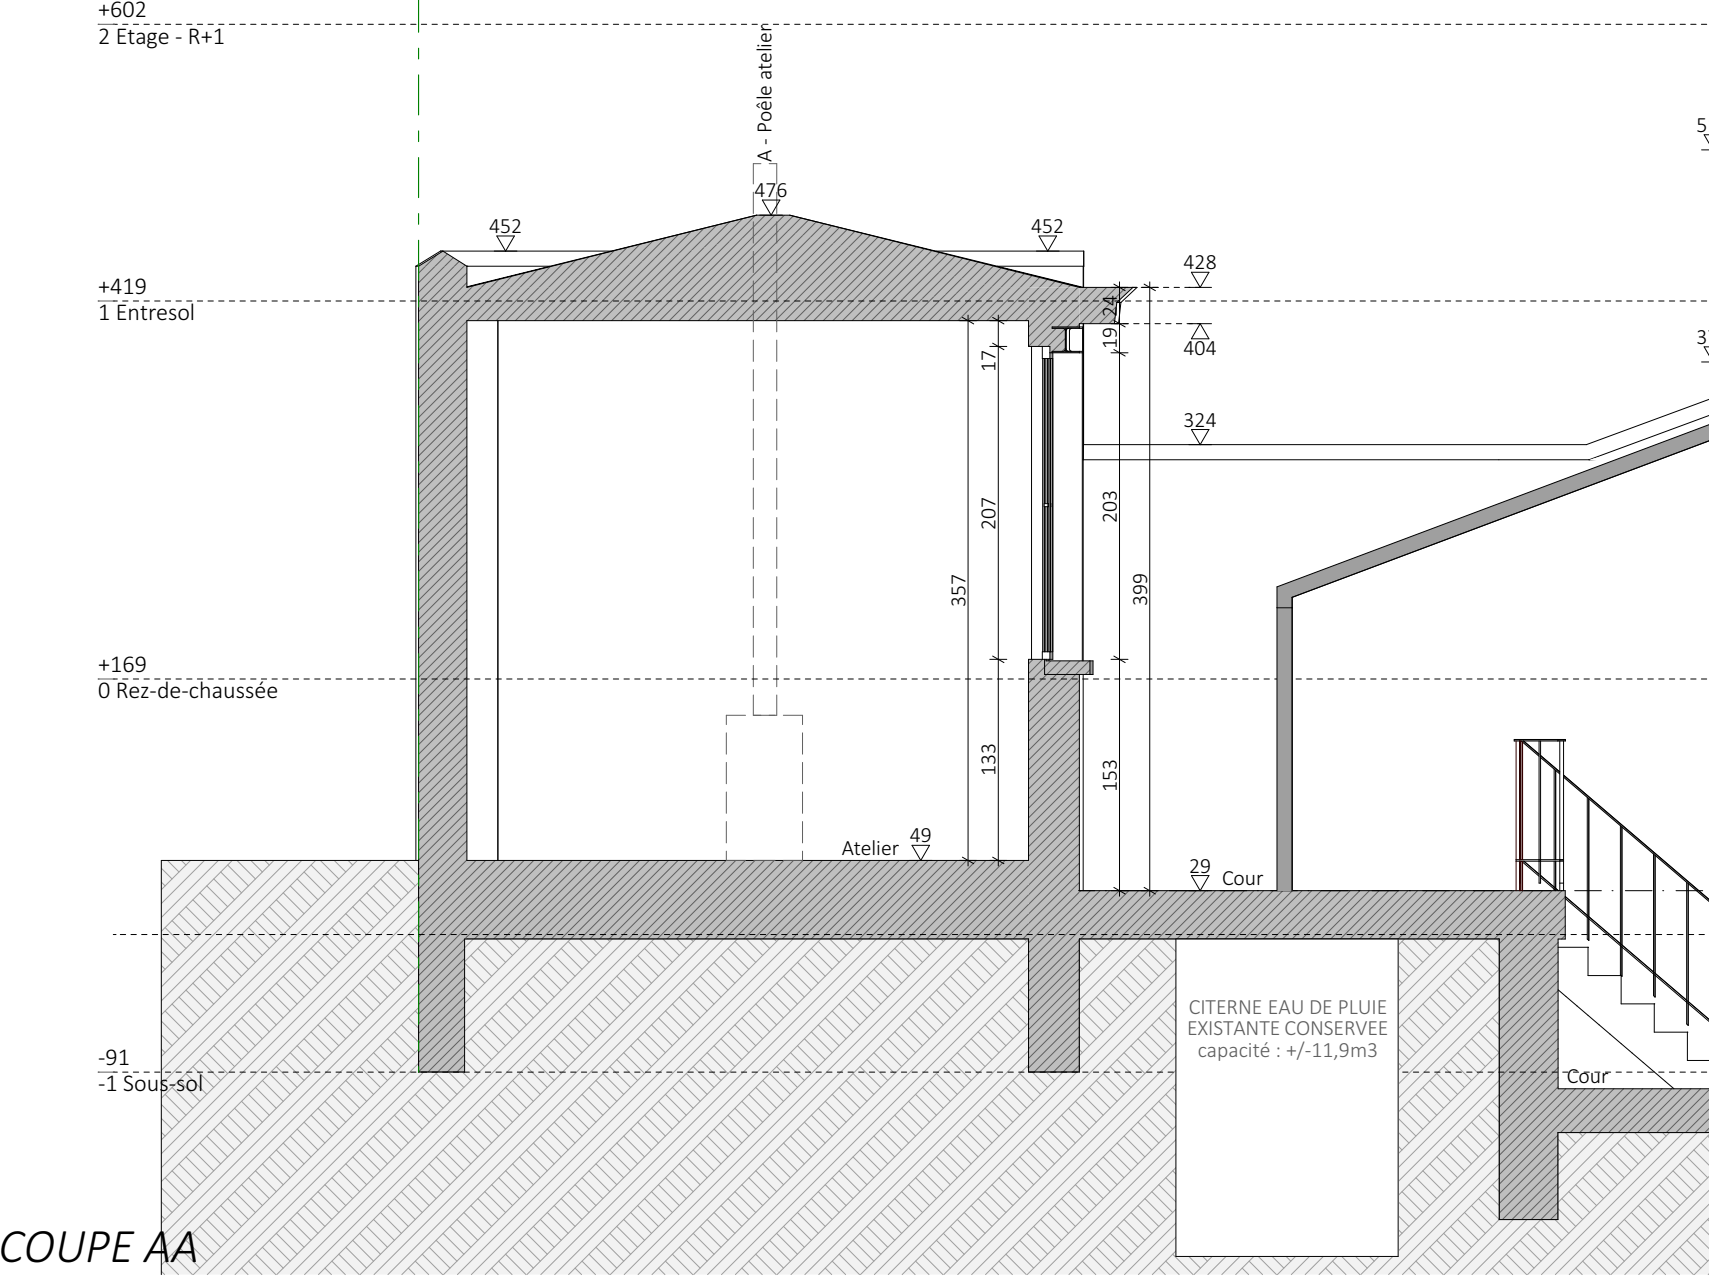 +602
2 Etage - R+1
A - Poêle atelier
476
452
452
428
+419
1 Entresol
24
19
404
17
324
207
203
357
399
+169
0 Rez-de-chaussée
133
153
Atelier
49
29
Cour
CITERNE EAU DE PLUIE
EXISTANTE CONSERVEE
capacité : +/-11,9m3
-91
-1 Sous-sol
Cour
COUPE AA